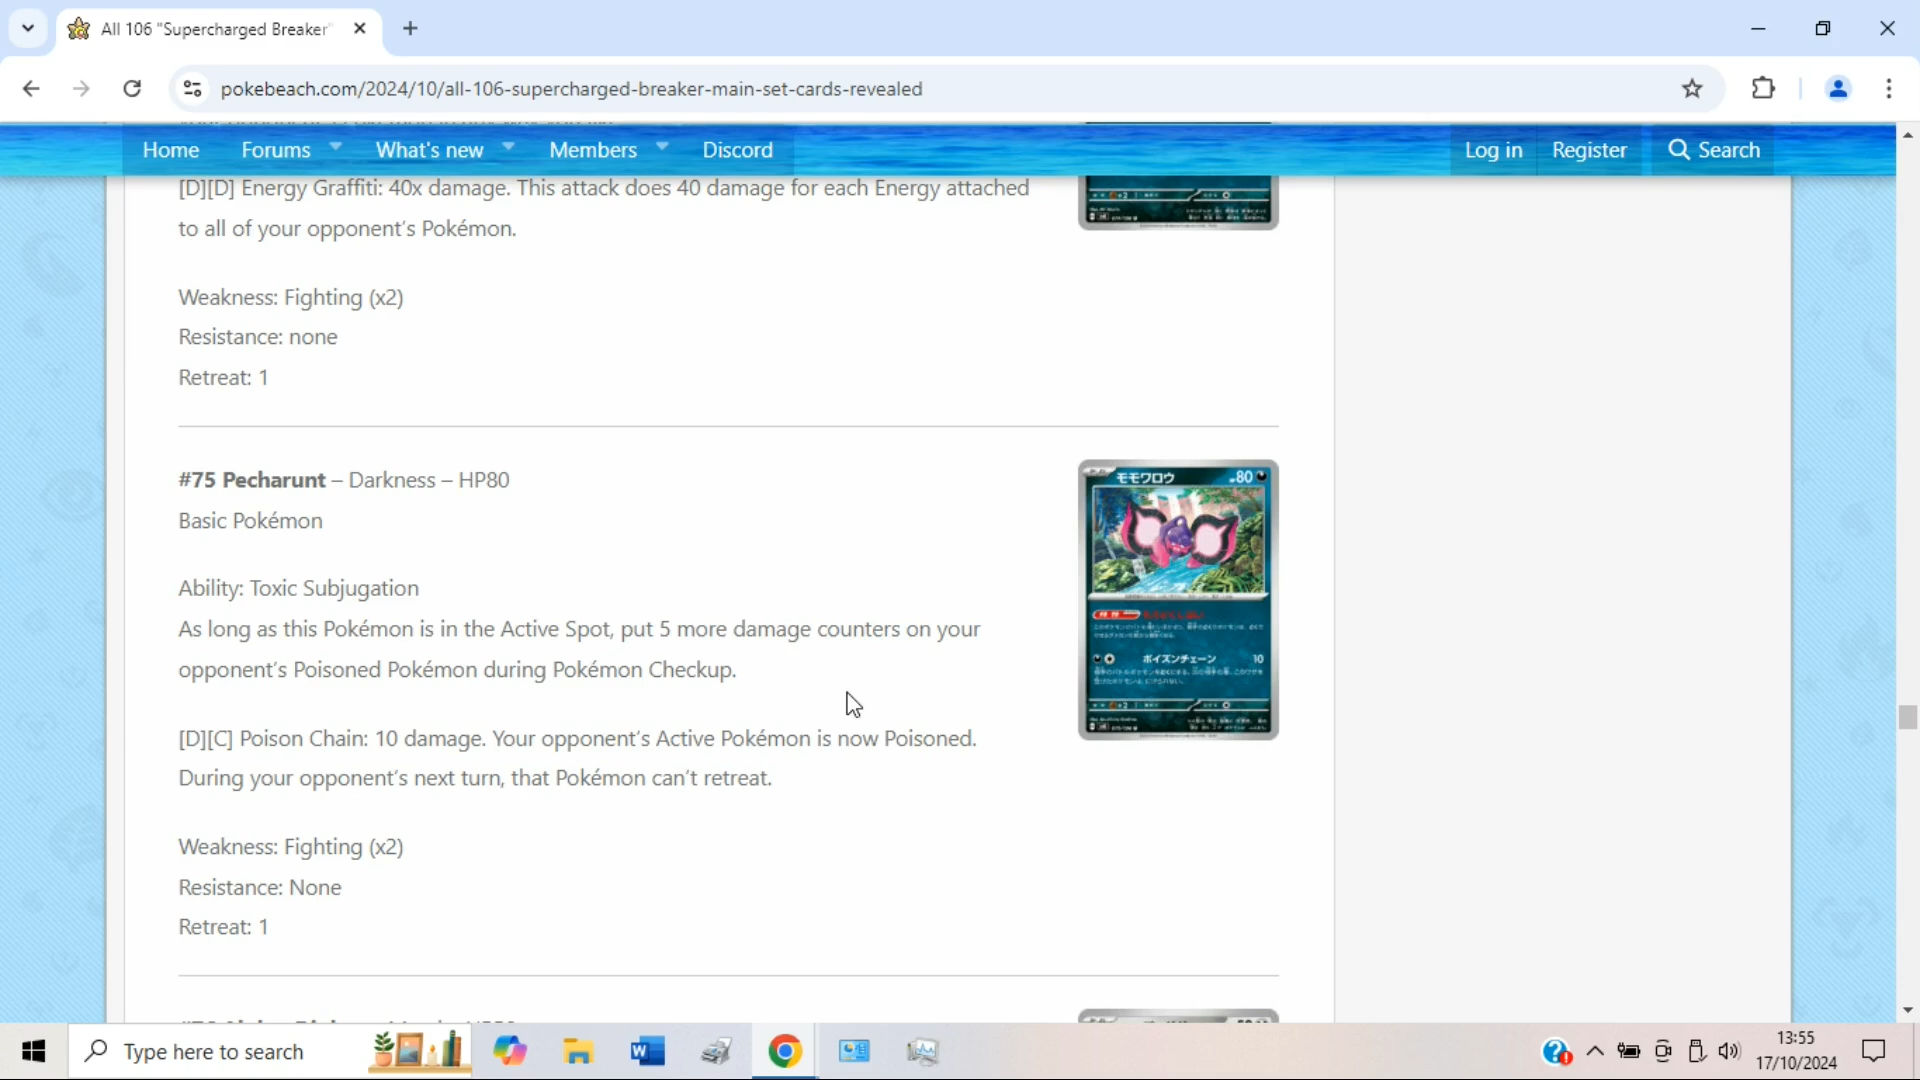 All 106 "Supercharged Breaker"
pokebeach.com/2024/10/all-106-supercharged-breaker-main-set-cards-revealed
Home Forums What's new Members Discord Log in Register Search
[D][D] Energy Graffiti: 40x damage. This attack does 40 damage for each Energy attached
to all of your opponent's Pokémon.
Weakness: Fighting (x2)
Resistance: none
Retreat: 1
#75 Pecharunt – Darkness – HP80
Basic Pokémon
Ability: Toxic Subjugation
As long as this Pokémon is in the Active Spot, put 5 more damage counters on your
opponent's Poisoned Pokémon during Pokémon Checkup.
[D][C] Poison Chain: 10 damage. Your opponent's Active Pokémon is now Poisoned.
During your opponent's next turn, that Pokémon can't retreat.
Weakness: Fighting (x2)
Resistance: None
Retreat: 1
モモワロウ 80
ポイズンチェーン 10
Type here to search
13:55
17/10/2024